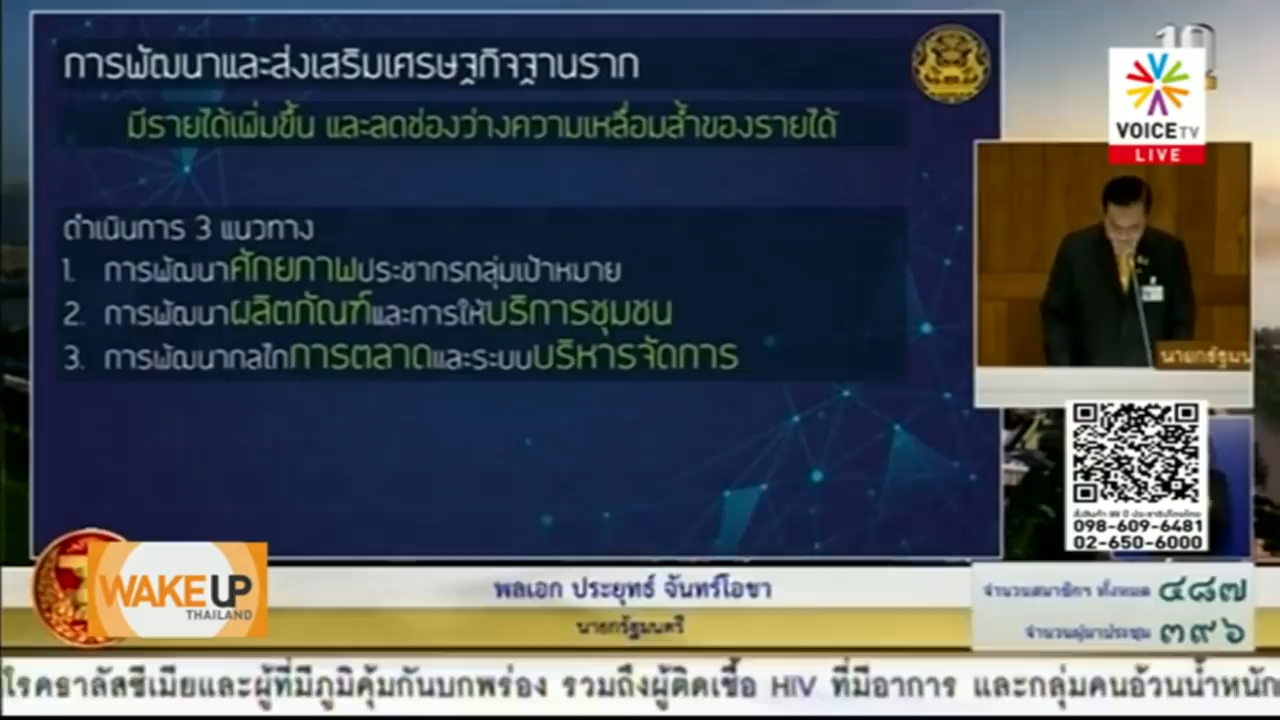 การพัฒนาและส่งเสริมเศรษฐกิจฐานราก
มีรายได้เพิ่มขึ้น และลดช่องว่างความเหลื่อมล้ำของรายได้
ดำเนินการ 3 แนวทาง
1. การพัฒนาศักยภาพประชากรกลุ่มเป้าหมาย
2. การพัฒนาผลิตภัณฑ์และการให้บริการชุมชน
3. การพัฒนากลไกการตลาดและระบบบริหารจัดการ
10
VOICE TV
LIVE
นายกรัฐมน
098-609-6481
02-650-6000
WAKE UP
THAILAND
พลเอก ประยุทธ์ จันทร์โอชา
นายกรัฐมนตรี
จำนวนสมาชิกฯ ทั้งหมด ๔๘๗
จำนวนผู้มาประชุม ๓๙๖
โรคธาลัสซีเมียและผู้ที่มีภูมิคุ้มกันบกพร่อง รวมถึงผู้ติดเชื้อ HIV ที่มีอาการ และกลุ่มคนอ้วนน้ำหนัก